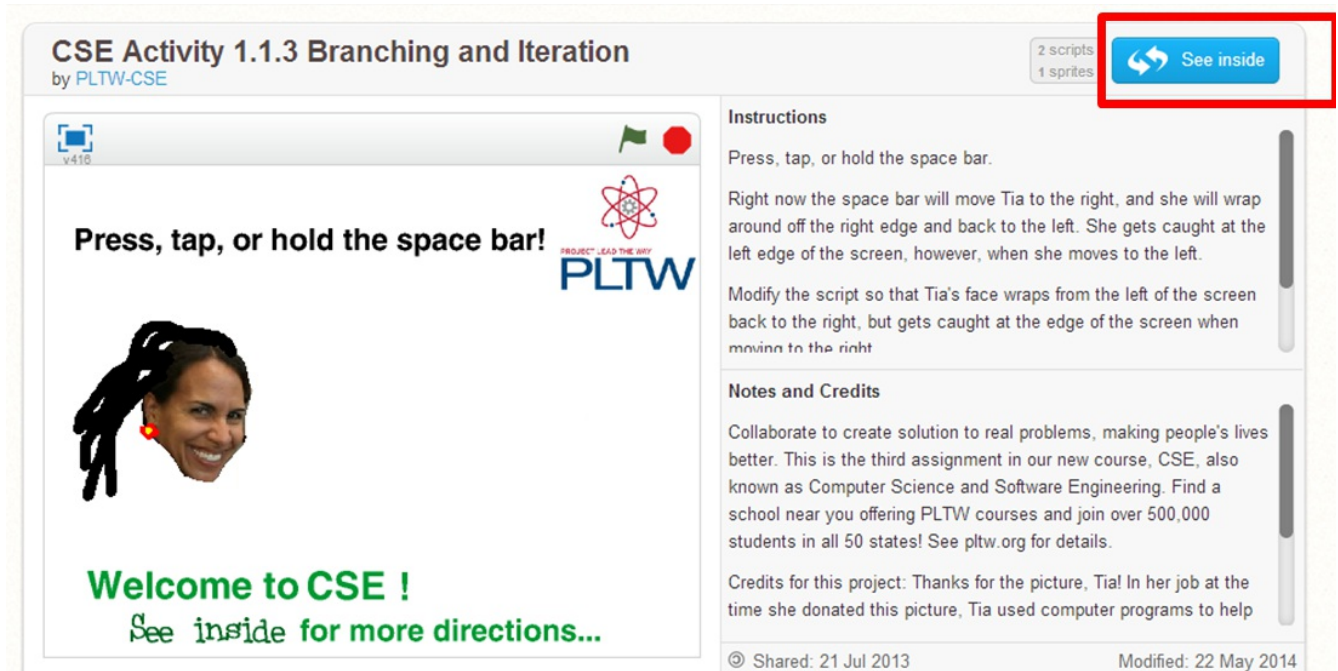 CSE Activity 1.1.3 Branching and Iteration
by PLTW-CSE
2 scripts
1 sprites
See inside
v416
Press, tap, or hold the space bar!
PROJECT LEAD THE WAY
PLTW
Welcome to CSE !
See inside for more directions...
Instructions
Press, tap, or hold the space bar.
Right now the space bar will move Tia to the right, and she will wrap
around off the right edge and back to the left. She gets caught at the
left edge of the screen, however, when she moves to the left.
Modify the script so that Tia's face wraps from the left of the screen
back to the right, but gets caught at the edge of the screen when
moving to the right
Notes and Credits
Collaborate to create solution to real problems, making people's lives
better. This is the third assignment in our new course, CSE, also
known as Computer Science and Software Engineering. Find a
school near you offering PLTW courses and join over 500,000
students in all 50 states! See pltw.org for details.
Credits for this project: Thanks for the picture, Tia! In her job at the
time she donated this picture, Tia used computer programs to help
Shared: 21 Jul 2013
Modified: 22 May 2014